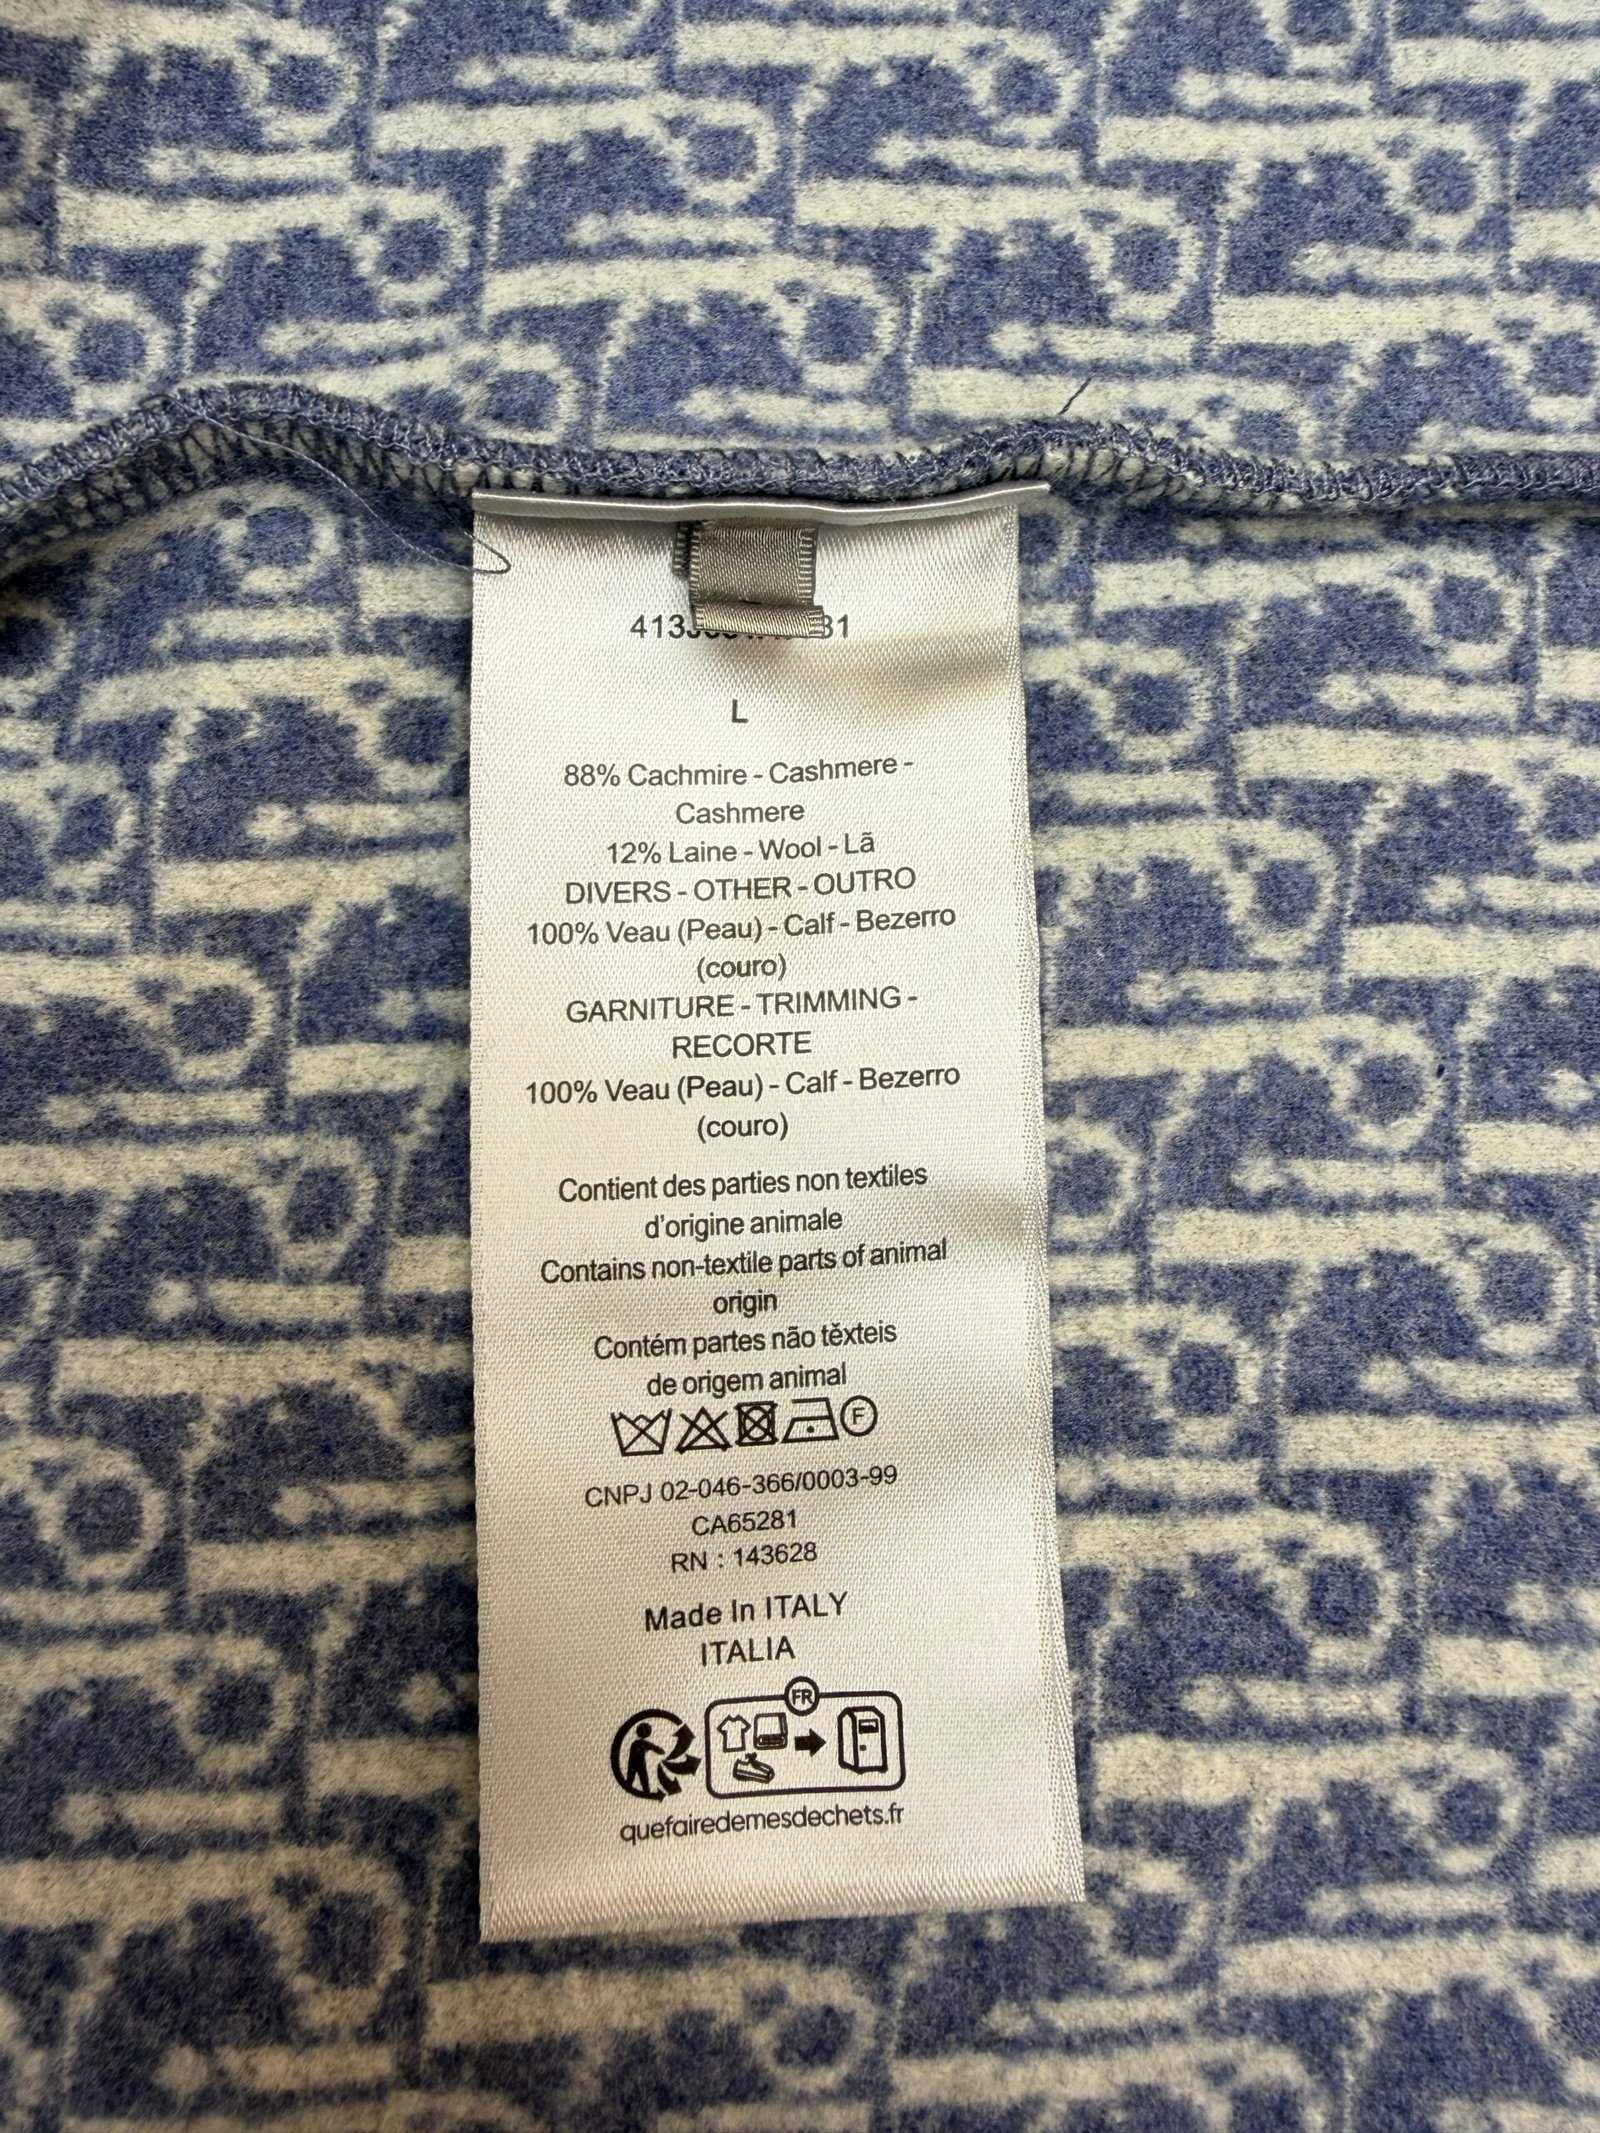 L
88% Cachmire - Cashmere -
Cashmere
12% Laine - Wool - Lã
DIVERS - OTHER - OUTRO
100% Veau (Peau) - Calf - Bezerro
(couro)
GARNITURE - TRIMMING -
RECORTE
100% Veau (Peau) - Calf - Bezerro
(couro)
Contient des parties non textiles
d'origine animale
Contains non-textile parts of animal
origin
Contém partes não těxteis
de origem animal
F
CNPJ 02-046-366/0003-99
CA65281
RN : 143628
Made In ITALY
ITALIA
FR
quefairedemesdechets.fr